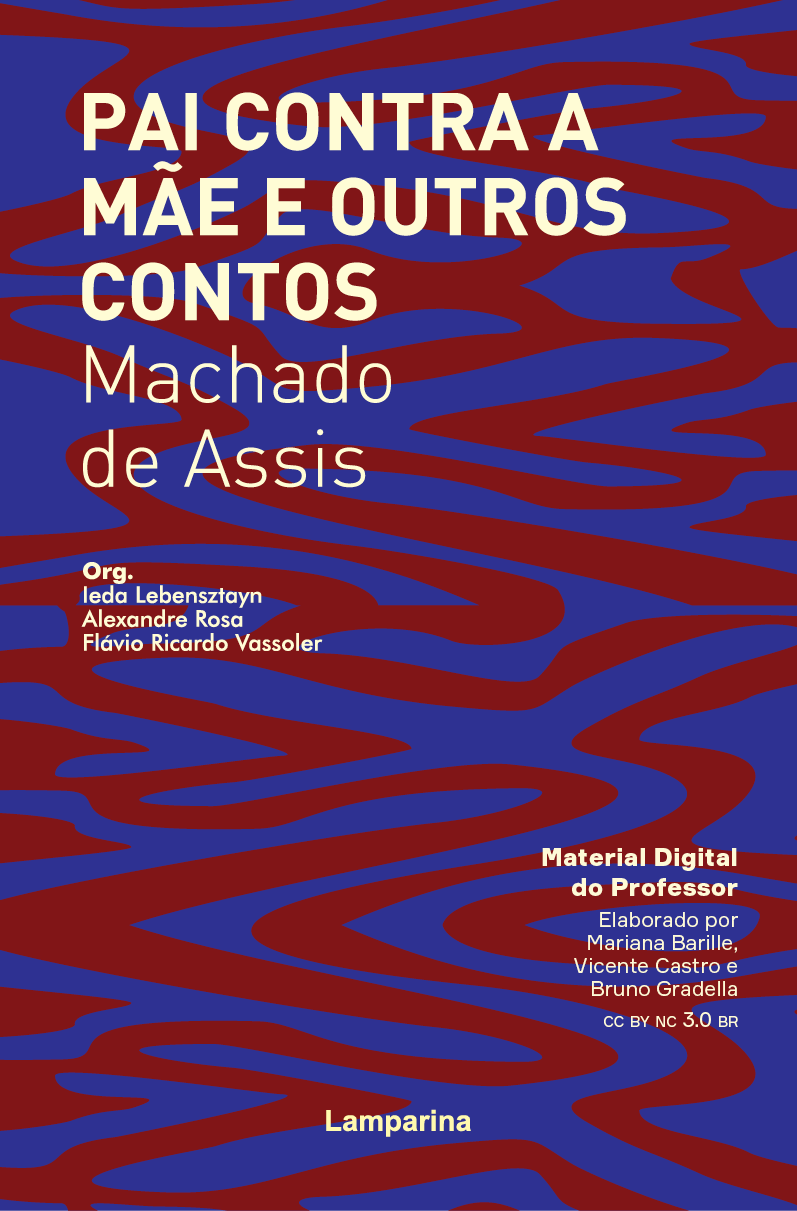 PAI CONTRA A
MÃE E OUTROS
CONTOS
Machado
de Assis
Org.
Ieda Lebensztayn
Alexandre Rosa
Flávio Ricardo Vassoler
Material Digital
do Professor
Elaborado por
Mariana Barille,
Vicente Castro e
Bruno Gradella
CC BY NC 3.0 BR
Lamparina